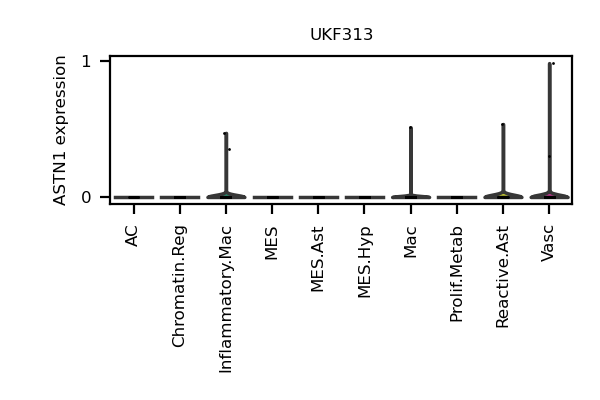 UKF313
ASTN1 expression
1
0
AC
Chromatin.Reg
Inflammatory.Mac
MES
MES.Ast
MES.Hyp
Mac
Prolif.Metab
Reactive.Ast
Vasc